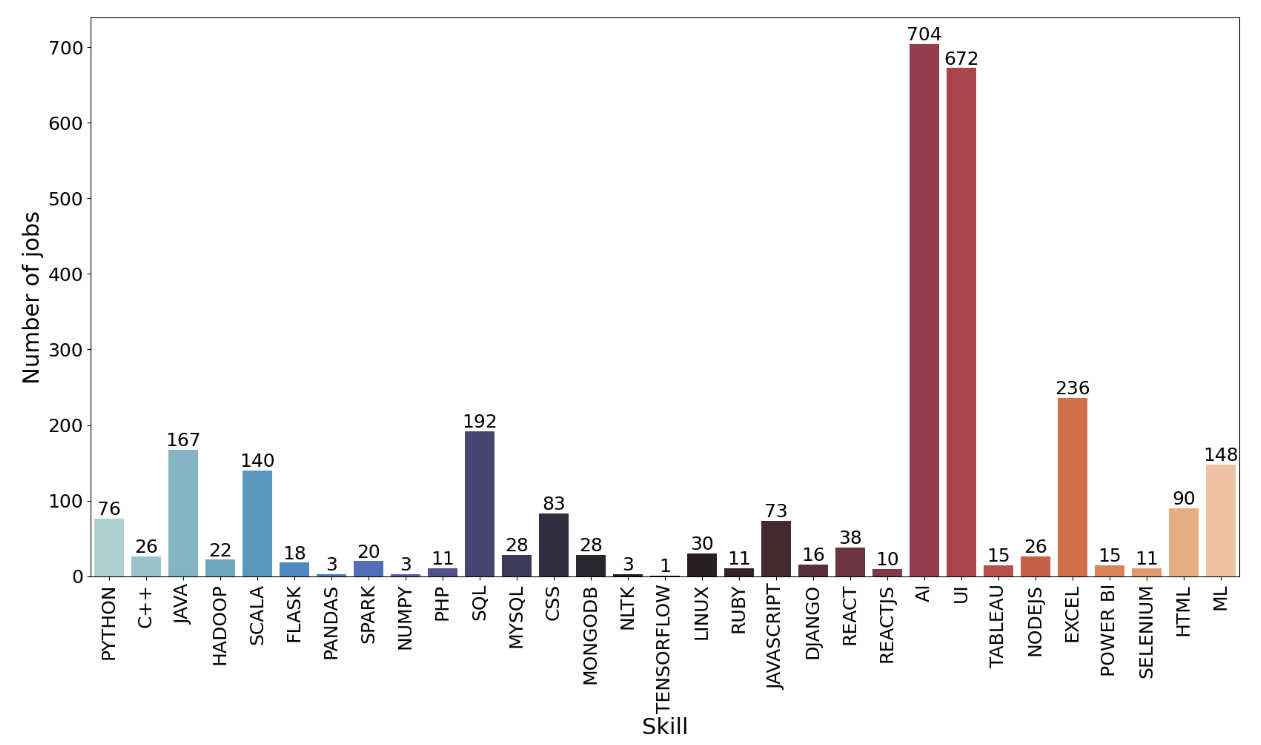 Number of jobs
700
600
500
400
300
200
100
0
76
26
167
22
140
18
3
20
3
11
192
28
83
28
3
1
30
11
73
16
38
10
704
672
15
26
236
15
11
90
148
PYTHON
C++
JAVA
HADOOP
SCALA
FLASK
PANDAS
SPARK
NUMPY
PHP
SQL
MYSQL
CSS
MONGODB
NLTK
TENSORFLOW
LINUX
RUBY
JAVASCRIPT
DJANGO
REACT
REACTJS
AI
UI
TABLEAU
NODEJS
EXCEL
POWER BI
SELENIUM
HTML
ML
Skill